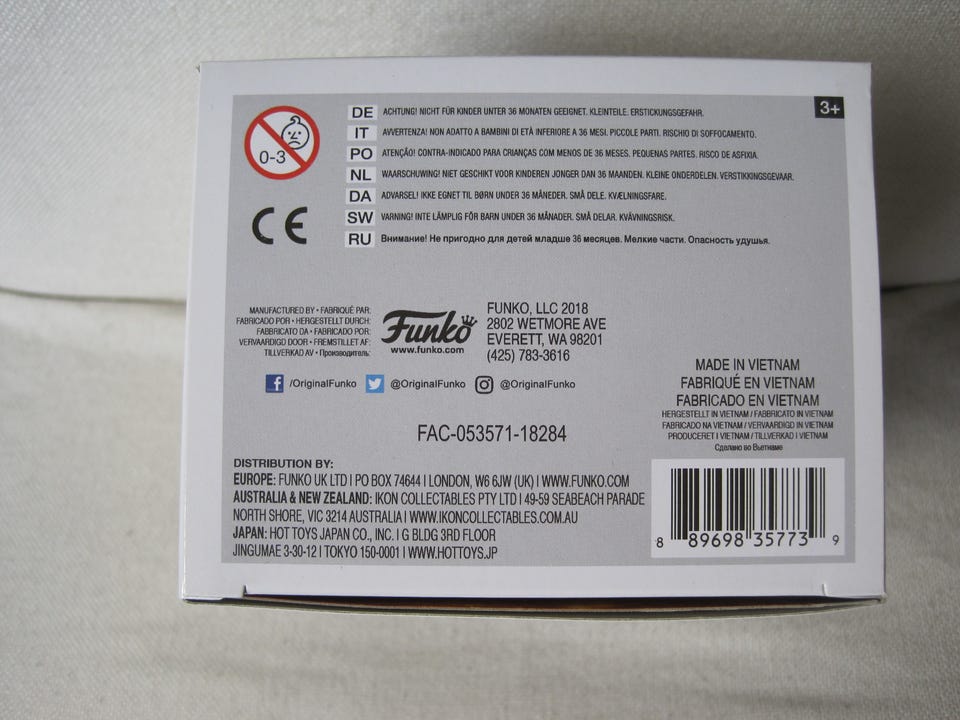 3+
0-3
DE ACHTUNG! NICHT FÜR KINDER UNTER 36 MONATEN GEEIGNET. KLEINTEILE. ERSTICKUNGSGEFAHR.
IT AVVERTENZA! NON ADATTO A BAMBINI DI ETÀ INFERIORE A 36 MESI. PICCOLE PARTI. RISCHIO DI SOFFOCAMENTO.
PO ATENÇÃO! CONTRA-INDICADO PARA CRIANÇAS COM MENOS DE 36 MESES. PEQUENAS PARTES. RISCO DE ASFIXIA.
NL WAARSCHUWING! NIET GESCHIKT VOOR KINDEREN JONGER DAN 36 MAANDEN. KLEINE ONDERDELEN. VERSTIKKINGSGEVAAR.
DA ADVARSEL! IKKE EGNET TIL BØRN UNDER 36 MÅNEDER. SMÅ DELE. KVÆLNINGSFARE.
SW VARNING! INTE LÄMPLIG FÖR BARN UNDER 36 MÅNADER. SMÅ DELAR. KVÄVNINGSRISK.
RU Внимание! Не пригодно для детей младше 36 месяцев. Мелкие части. Опасность удушья.
CE
MANUFACTURED BY • FABRIQUÉ PAR:
FABRICADO POR • HERGESTELLT DURCH:
FABBRICATO DA • FABRICADO POR:
VERVAARDIGD DOOR • FREMSTILLET AF:
TILLVERKAD AV • Производитель:
Funko
www.funko.com
FUNKO, LLC 2018
2802 WETMORE AVE
EVERETT, WA 98201
(425) 783-3616
f /OriginalFunko @OriginalFunko @OriginalFunko
FAC-053571-18284
MADE IN VIETNAM
FABRIQUÉ EN VIETNAM
FABRICADO EN VIETNAM
HERGESTELLT IN VIETNAM / FABBRICATO IN VIETNAM
FABRICADO NA VIETNAM / VERVAARDIGD IN VIETNAM
PRODUCERET I VIETNAM / TILLVERKAD I VIETNAM
Сделано во Вьетнаме
DISTRIBUTION BY:
EUROPE: FUNKO UK LTD | PO BOX 74644 | LONDON, W6 6JW (UK) | WWW.FUNKO.COM
AUSTRALIA & NEW ZEALAND: IKON COLLECTABLES PTY LTD | 49-59 SEABEACH PARADE
NORTH SHORE, VIC 3214 AUSTRALIA | WWW.IKONCOLLECTABLES.COM.AU
JAPAN: HOT TOYS JAPAN CO., INC. | G BLDG 3RD FLOOR
JINGUMAE 3-30-12 | TOKYO 150-0001 | WWW.HOTTOYS.JP
8 89698 35773 9